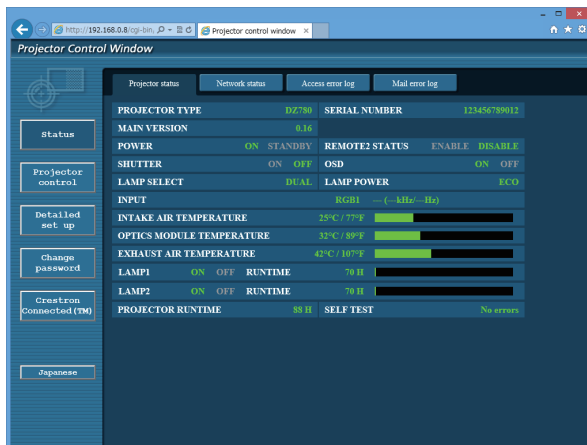 http://192.168.0.8/cgi-bin. Projector control window
Projector Control Window
Projector status Network status Access error log Mail error log
PROJECTOR TYPE DZ780 SERIAL NUMBER 123456789012
MAIN VERSION 0.16
POWER ON STANDBY REMOTE2 STATUS ENABLE DISABLE
SHUTTER ON OFF OSD ON OFF
LAMP SELECT DUAL LAMP POWER ECO
INPUT RGB1 — (—kHz/—Hz)
INTAKE AIR TEMPERATURE 25°C / 77°F
OPTICS MODULE TEMPERATURE 32°C / 89°F
EXHAUST AIR TEMPERATURE 42°C / 107°F
LAMP1 ON OFF RUNTIME 70 H
LAMP2 ON OFF RUNTIME 70 H
PROJECTOR RUNTIME 88 H SELF TEST No errors
Status
Projector
control
Detailed
set up
Change
password
Crestron
Connected(TM)
Japanese